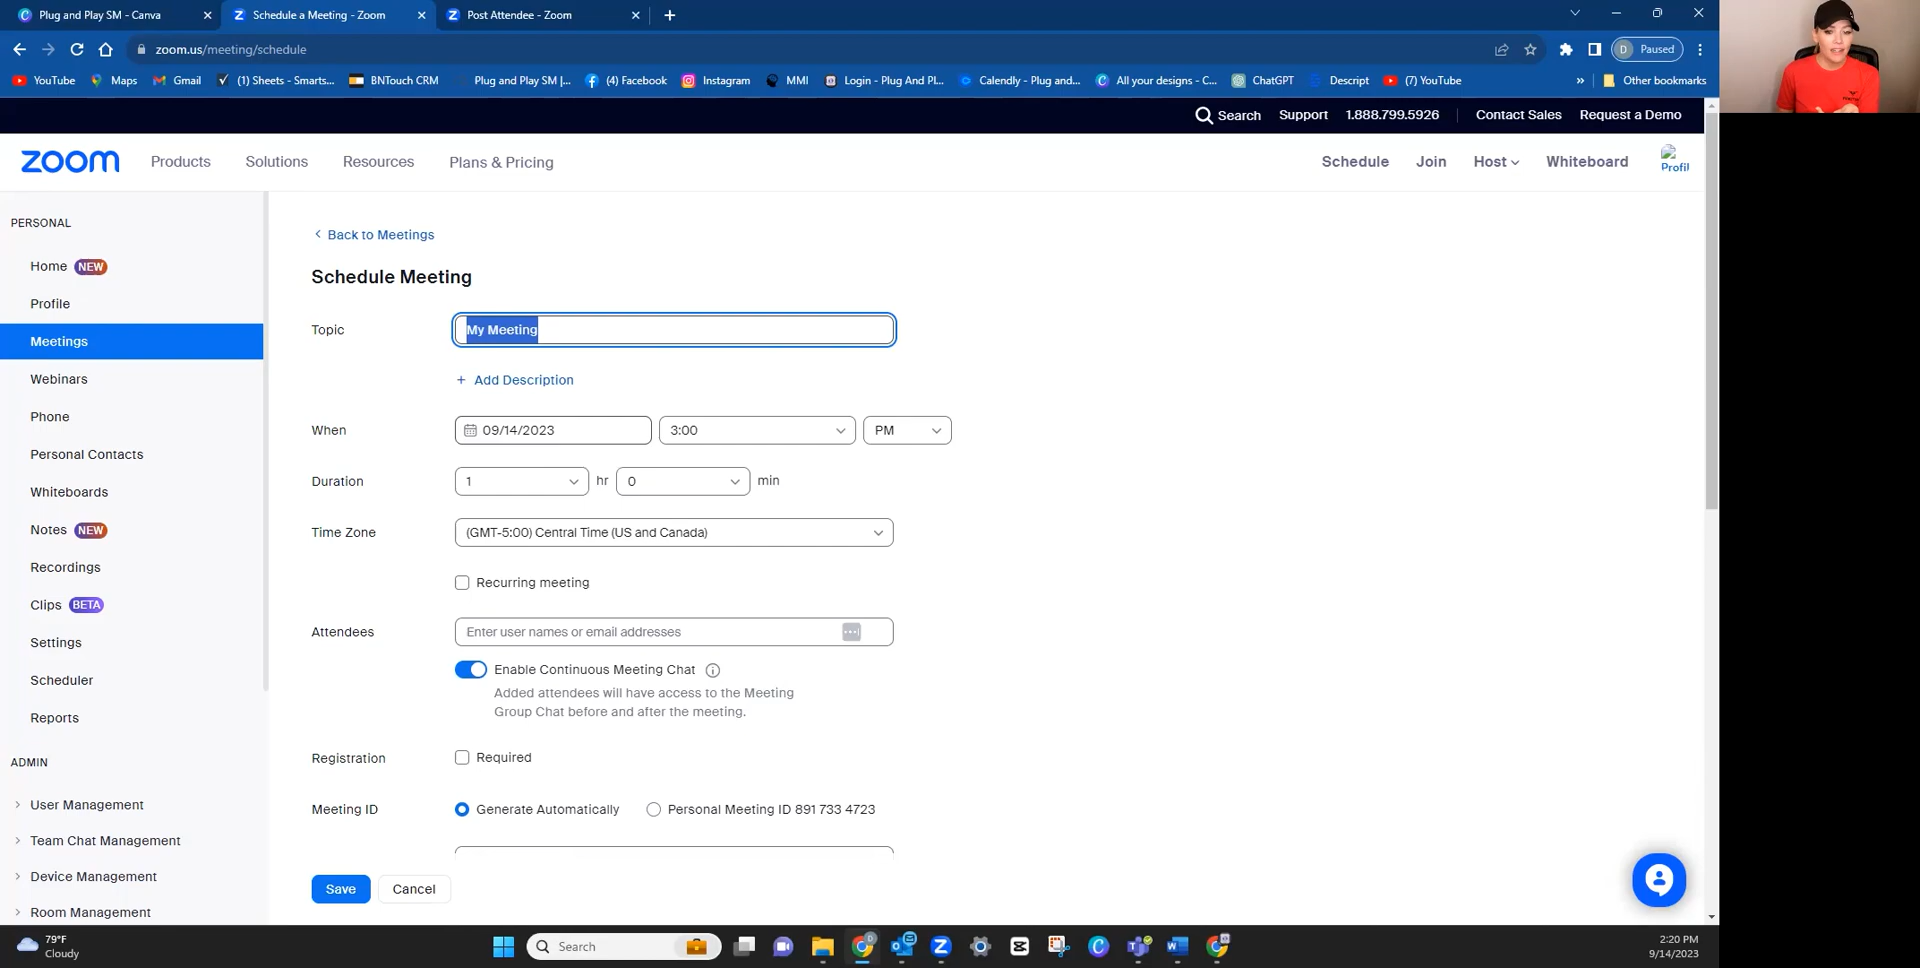 Plug and Play SM - Canva
Schedule a Meeting - Zoom
Post Attendee - Zoom
zoom.us/meeting/schedule
D Paused
YouTube
Maps
Gmail
(1) Sheets - Smarts...
BNTouch CRM
Plug and Play SM |...
(4) Facebook
Instagram
MMI
Login - Plug And Pl...
Calendly - Plug and...
All your designs - C...
ChatGPT
Descript
(7) YouTube
»
Other bookmarks
Search
Support
1.888.799.5926
Contact Sales
Request a Demo
zoom
Products
Solutions
Resources
Plans & Pricing
Schedule
Join
Host
Whiteboard
Profil
PERSONAL
Home NEW
Profile
Meetings
Webinars
Phone
Personal Contacts
Whiteboards
Notes NEW
Recordings
Clips BETA
Settings
Scheduler
Reports
ADMIN
User Management
Team Chat Management
Device Management
Room Management
Back to Meetings
Schedule Meeting
Topic
My Meeting
+ Add Description
When
09/14/2023
3:00
PM
Duration
1
hr
0
min
Time Zone
(GMT-5:00) Central Time (US and Canada)
Recurring meeting
Attendees
Enter user names or email addresses
Enable Continuous Meeting Chat
Added attendees will have access to the Meeting
Group Chat before and after the meeting.
Registration
Required
Meeting ID
Generate Automatically
Personal Meeting ID 891 733 4723
Save
Cancel
79°F
Cloudy
Search
2:20 PM
9/14/2023